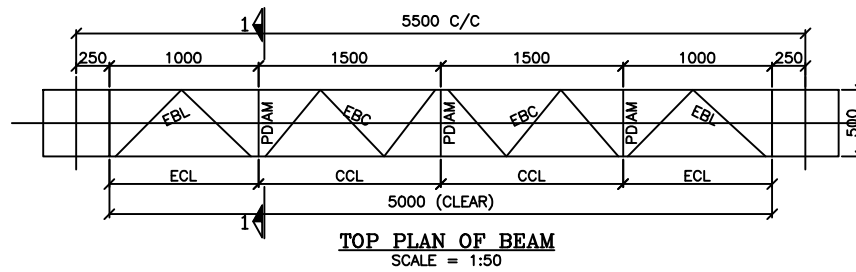 1
5500 C/C
250 1000 1500 1500 1000 250
EBL PDAM EBC PDAM EBC PDAM EBL
500
ECL CCL CCL ECL
5000 (CLEAR)
1
TOP PLAN OF BEAM
SCALE = 1:50